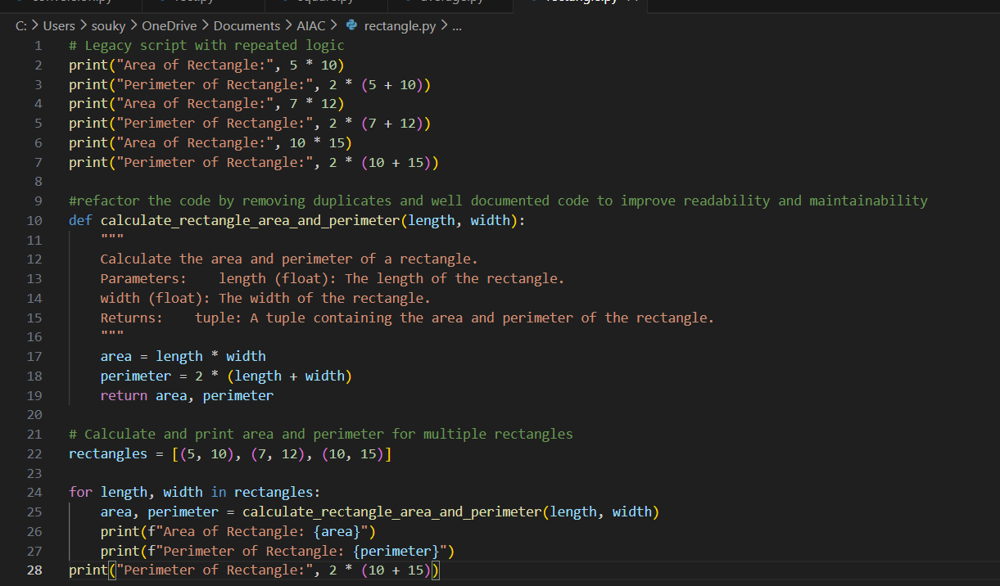 C: > Users > souky > OneDrive > Documents > AIAC > rectangle.py > ...
1 # Legacy script with repeated logic
2 print("Area of Rectangle:", 5 * 10)
3 print("Perimeter of Rectangle:", 2 * (5 + 10))
4 print("Area of Rectangle:", 7 * 12)
5 print("Perimeter of Rectangle:", 2 * (7 + 12))
6 print("Area of Rectangle:", 10 * 15)
7 print("Perimeter of Rectangle:", 2 * (10 + 15))
8
9 #refactor the code by removing duplicates and well documented code to improve readability and maintainability
10 def calculate_rectangle_area_and_perimeter(length, width):
11     """
12     Calculate the area and perimeter of a rectangle.
13     Parameters:    length (float): The length of the rectangle.
14     width (float): The width of the rectangle.
15     Returns:    tuple: A tuple containing the area and perimeter of the rectangle.
16     """
17     area = length * width
18     perimeter = 2 * (length + width)
19     return area, perimeter
20
21 # Calculate and print area and perimeter for multiple rectangles
22 rectangles = [(5, 10), (7, 12), (10, 15)]
23
24 for length, width in rectangles:
25     area, perimeter = calculate_rectangle_area_and_perimeter(length, width)
26     print(f"Area of Rectangle: {area}")
27     print(f"Perimeter of Rectangle: {perimeter}")
28 print("Perimeter of Rectangle:", 2 * (10 + 15))